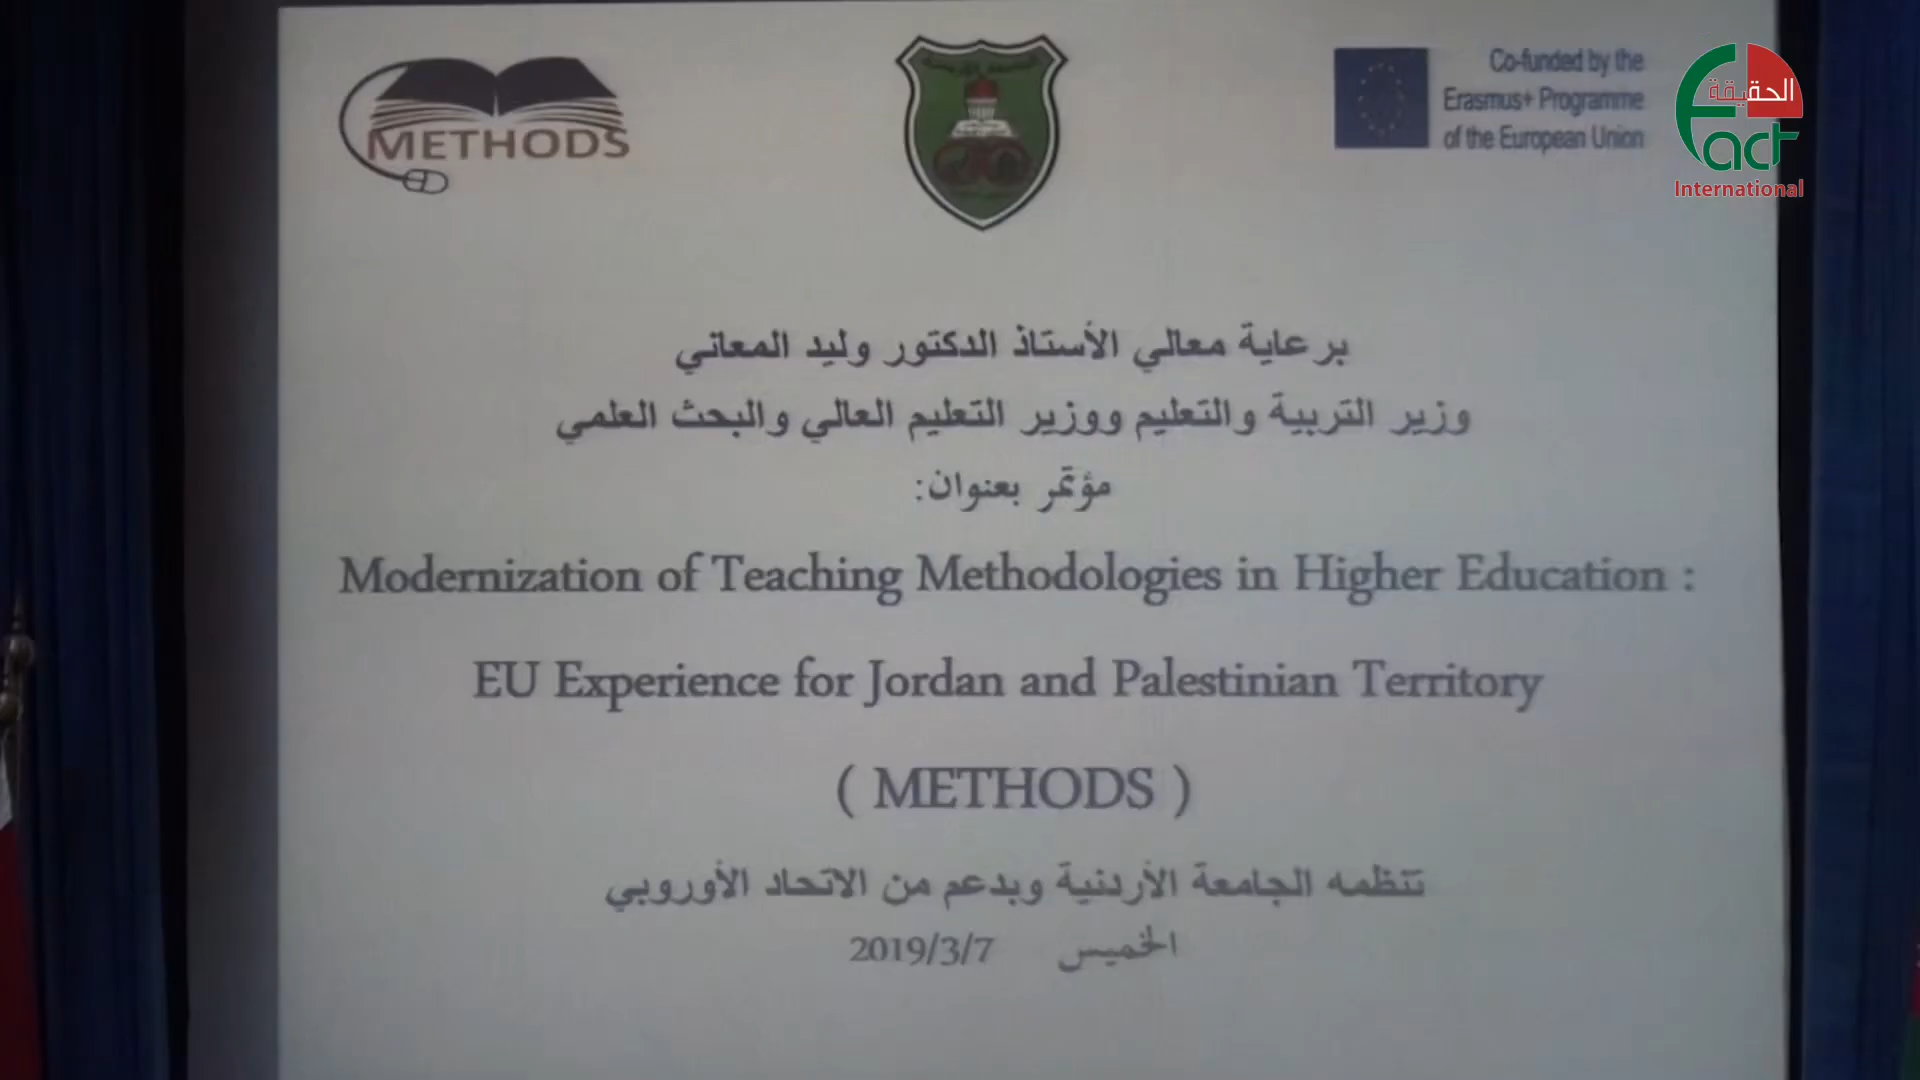 METHODS
Co-funded by the
Erasmus+ Programme
of the European Union
الحقيقة
Fact
International
برعاية معالي الأستاذ الدكتور وليد المعاني
وزير التربية والتعليم ووزير التعليم العالي والبحث العلمي
مؤتمر بعنوان:
Modernization of Teaching Methodologies in Higher Education :
EU Experience for Jordan and Palestinian Territory
( METHODS )
تنظمه الجامعة الأردنية وبدعم من الاتحاد الأوروبي
الخميس 2019/3/7